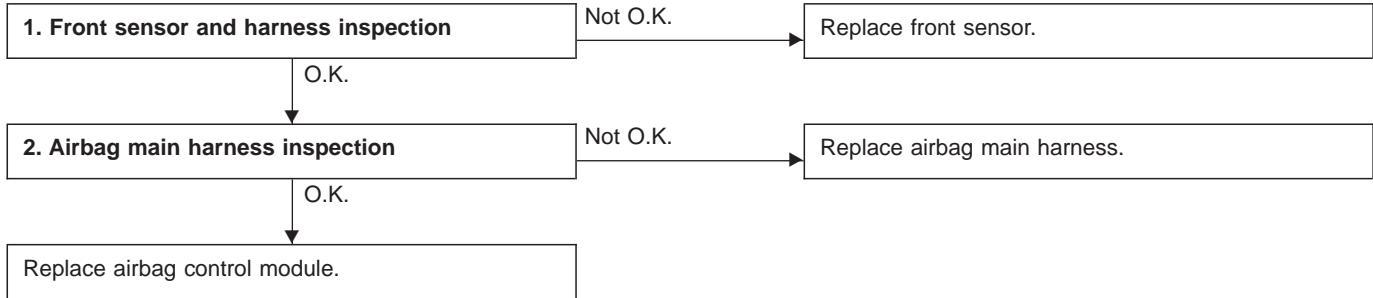 1. Front sensor and harness inspection
Not O.K.
Replace front sensor.
O.K.
2. Airbag main harness inspection
Not O.K.
Replace airbag main harness.
O.K.
Replace airbag control module.